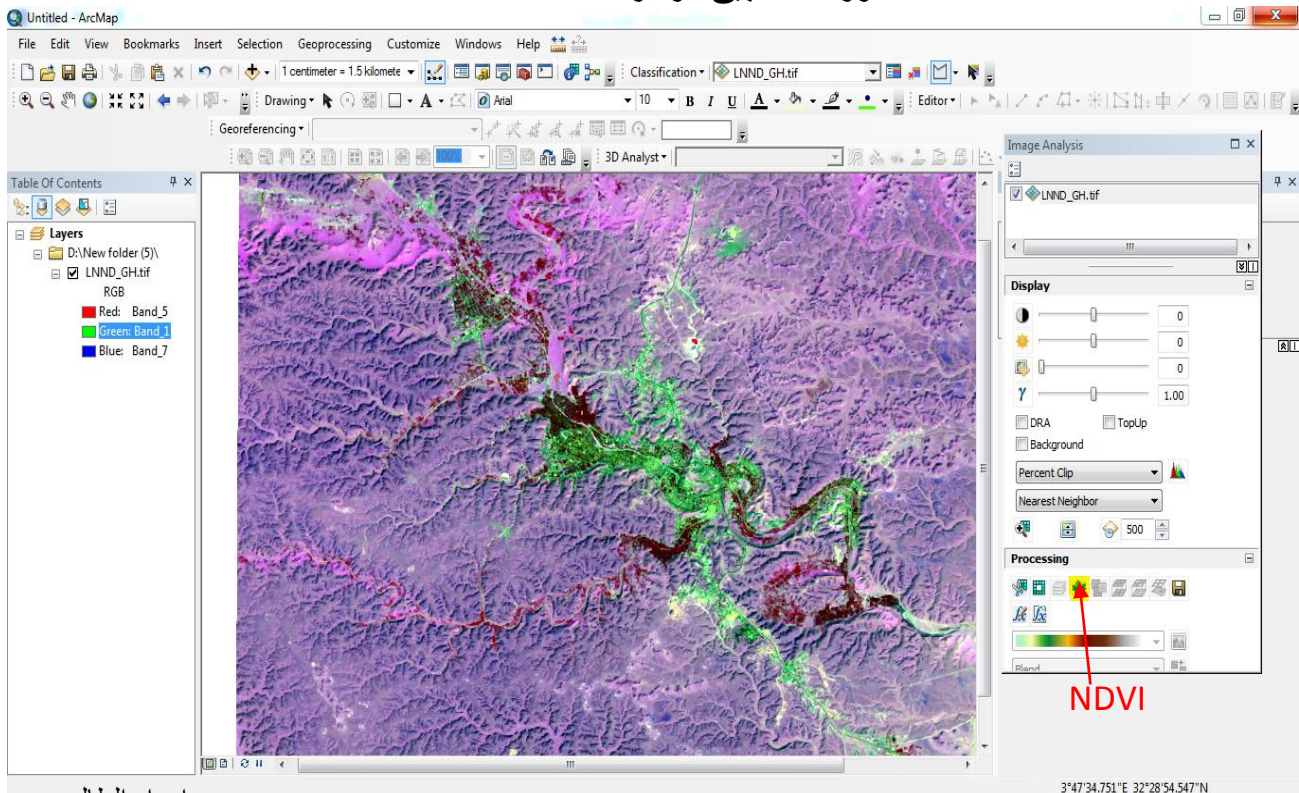 Untitled - ArcMap
File Edit View Bookmarks Insert Selection Geoprocessing Customize Windows Help
1 centimeter = 1.5 kilomete
Classification
LNND_GH.tif
Drawing
A
Arial
10
B I U A
Editor
Georeferencing
100%
3D Analyst
Table Of Contents
Layers
D:\New folder (5)\
LNND_GH.tif
RGB
Red: Band_5
Green: Band_1
Blue: Band_7
Image Analysis
LNND_GH.tif
Display
0
0
0
γ
1.00
DRA
TopUp
Background
Percent Clip
Nearest Neighbor
500
Processing
fx
fx
Blend
NDVI
3°47'34.751"E 32°28'54.547"N